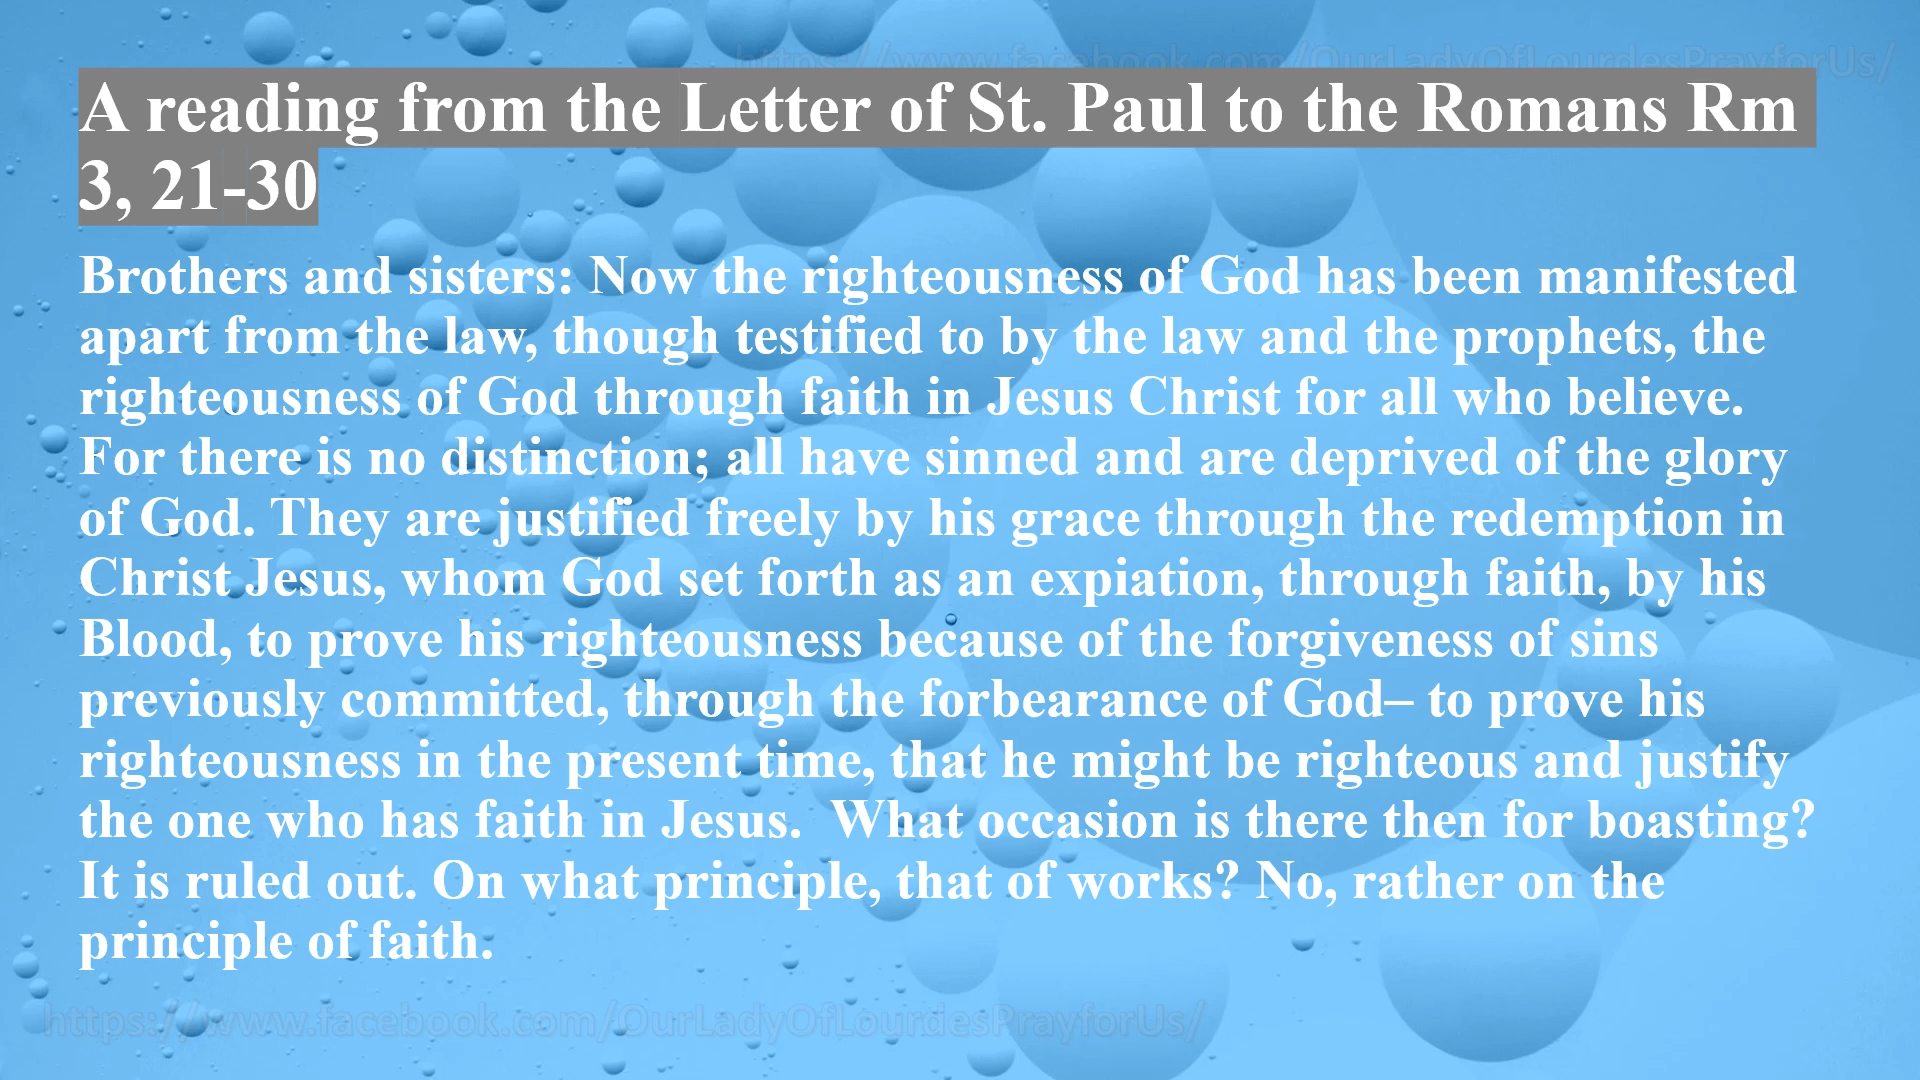 https://www.facebook.com/OurLadyOfLourdesPrayforUs/
A reading from the Letter of St. Paul to the Romans Rm
3, 21-30
Brothers and sisters: Now the righteousness of God has been manifested
apart from the law, though testified to by the law and the prophets, the
righteousness of God through faith in Jesus Christ for all who believe.
For there is no distinction; all have sinned and are deprived of the glory
of God. They are justified freely by his grace through the redemption in
Christ Jesus, whom God set forth as an expiation, through faith, by his
Blood, to prove his righteousness because of the forgiveness of sins
previously committed, through the forbearance of God– to prove his
righteousness in the present time, that he might be righteous and justify
the one who has faith in Jesus.  What occasion is there then for boasting?
It is ruled out. On what principle, that of works? No, rather on the
principle of faith.
https://www.facebook.com/OurLadyOfLourdesPrayforUs/